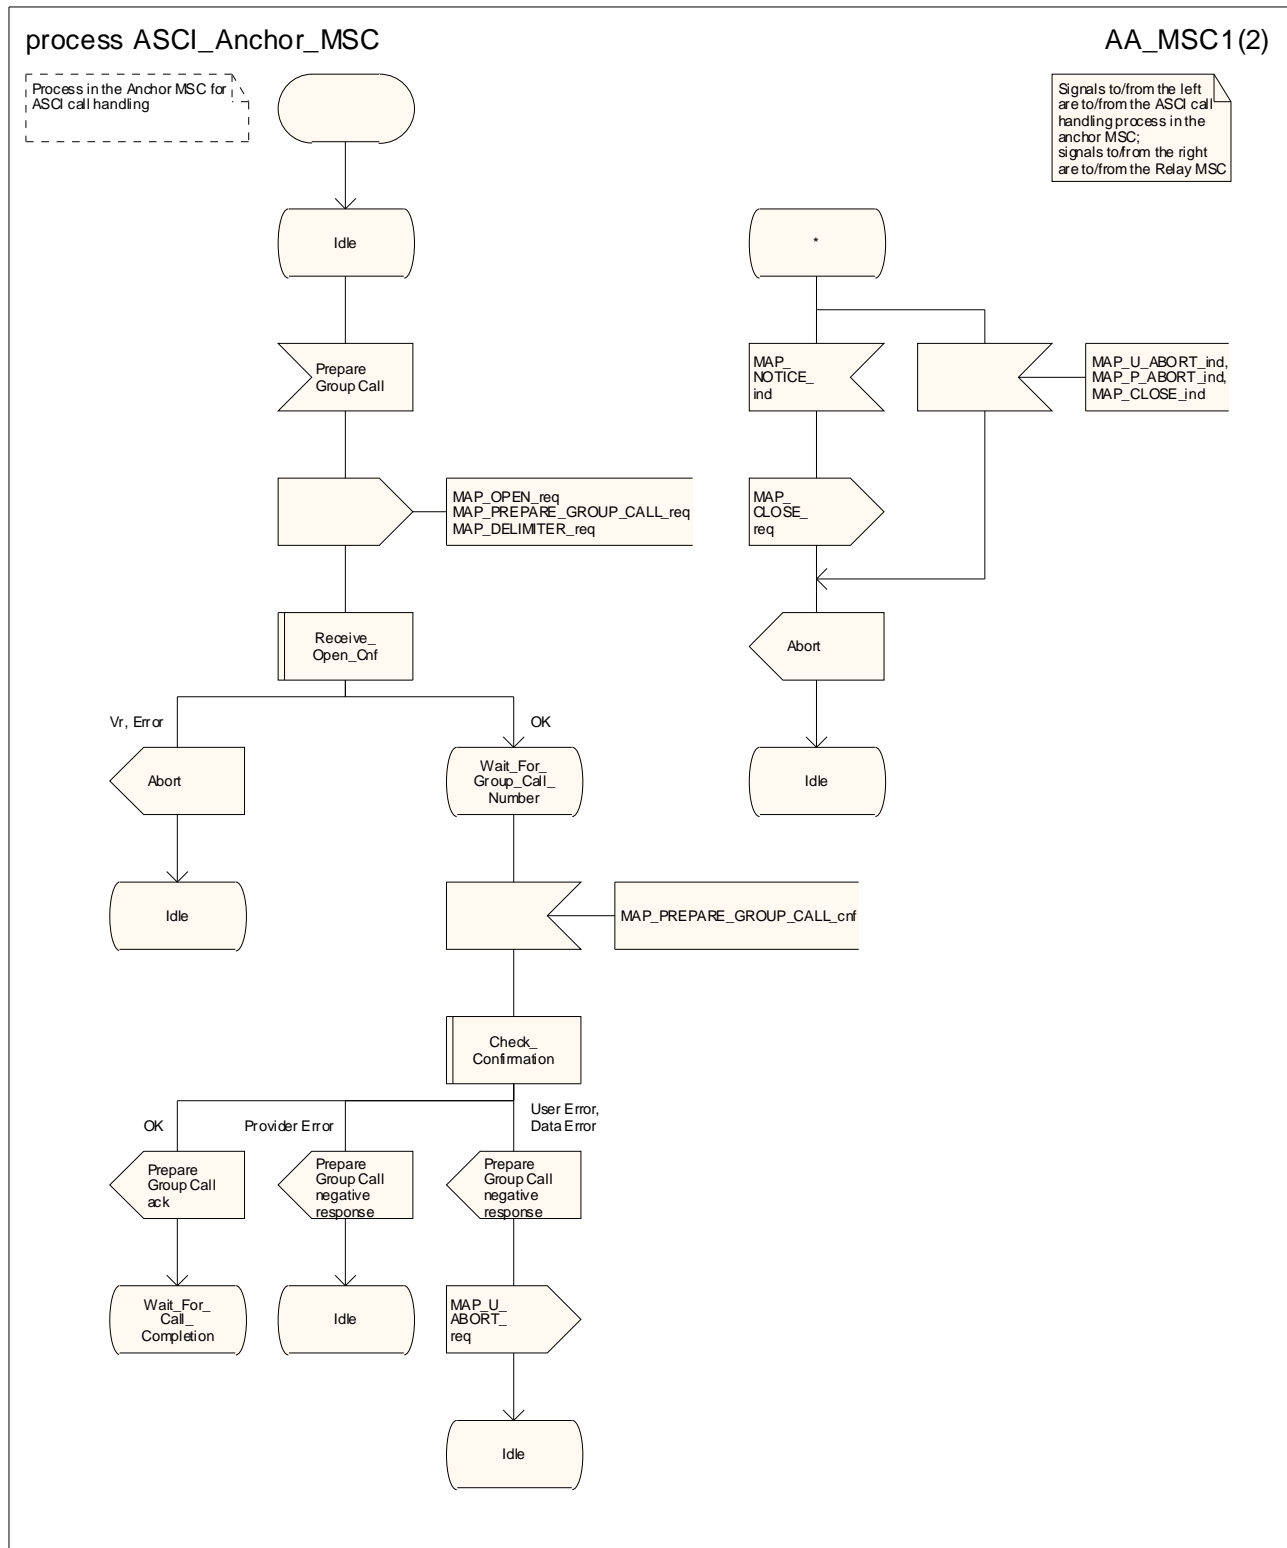 process ASCI_Anchor_MSC
AA_MSC1(2)
Process in the Anchor MSC for
ASCI call handling
Signals to/from the left
are to/from the ASCI call
handling process in the
anchor MSC;
signals to/from the right
are to/from the Relay MSC
Idle
*
Prepare
Group Call
MAP_
NOTICE_
ind
MAP_U_ABORT_ind,
MAP_P_ABORT_ind,
MAP_CLOSE_ind
MAP_OPEN_req
MAP_PREPARE_GROUP_CALL_req
MAP_DELIMITER_req
MAP_
CLOSE_
req
Receive_
Open_Cnf
Abort
Vr, Error
OK
Abort
Wait_For_
Group_Call_
Number
Idle
Idle
MAP_PREPARE_GROUP_CALL_cnf
Check_
Confirmation
OK
Provider Error
User Error,
Data Error
Prepare
Group Call
ack
Prepare
Group Call
negative
response
Prepare
Group Call
negative
response
Wait_For_
Call_
Completion
Idle
MAP_U_
ABORT_
req
Idle